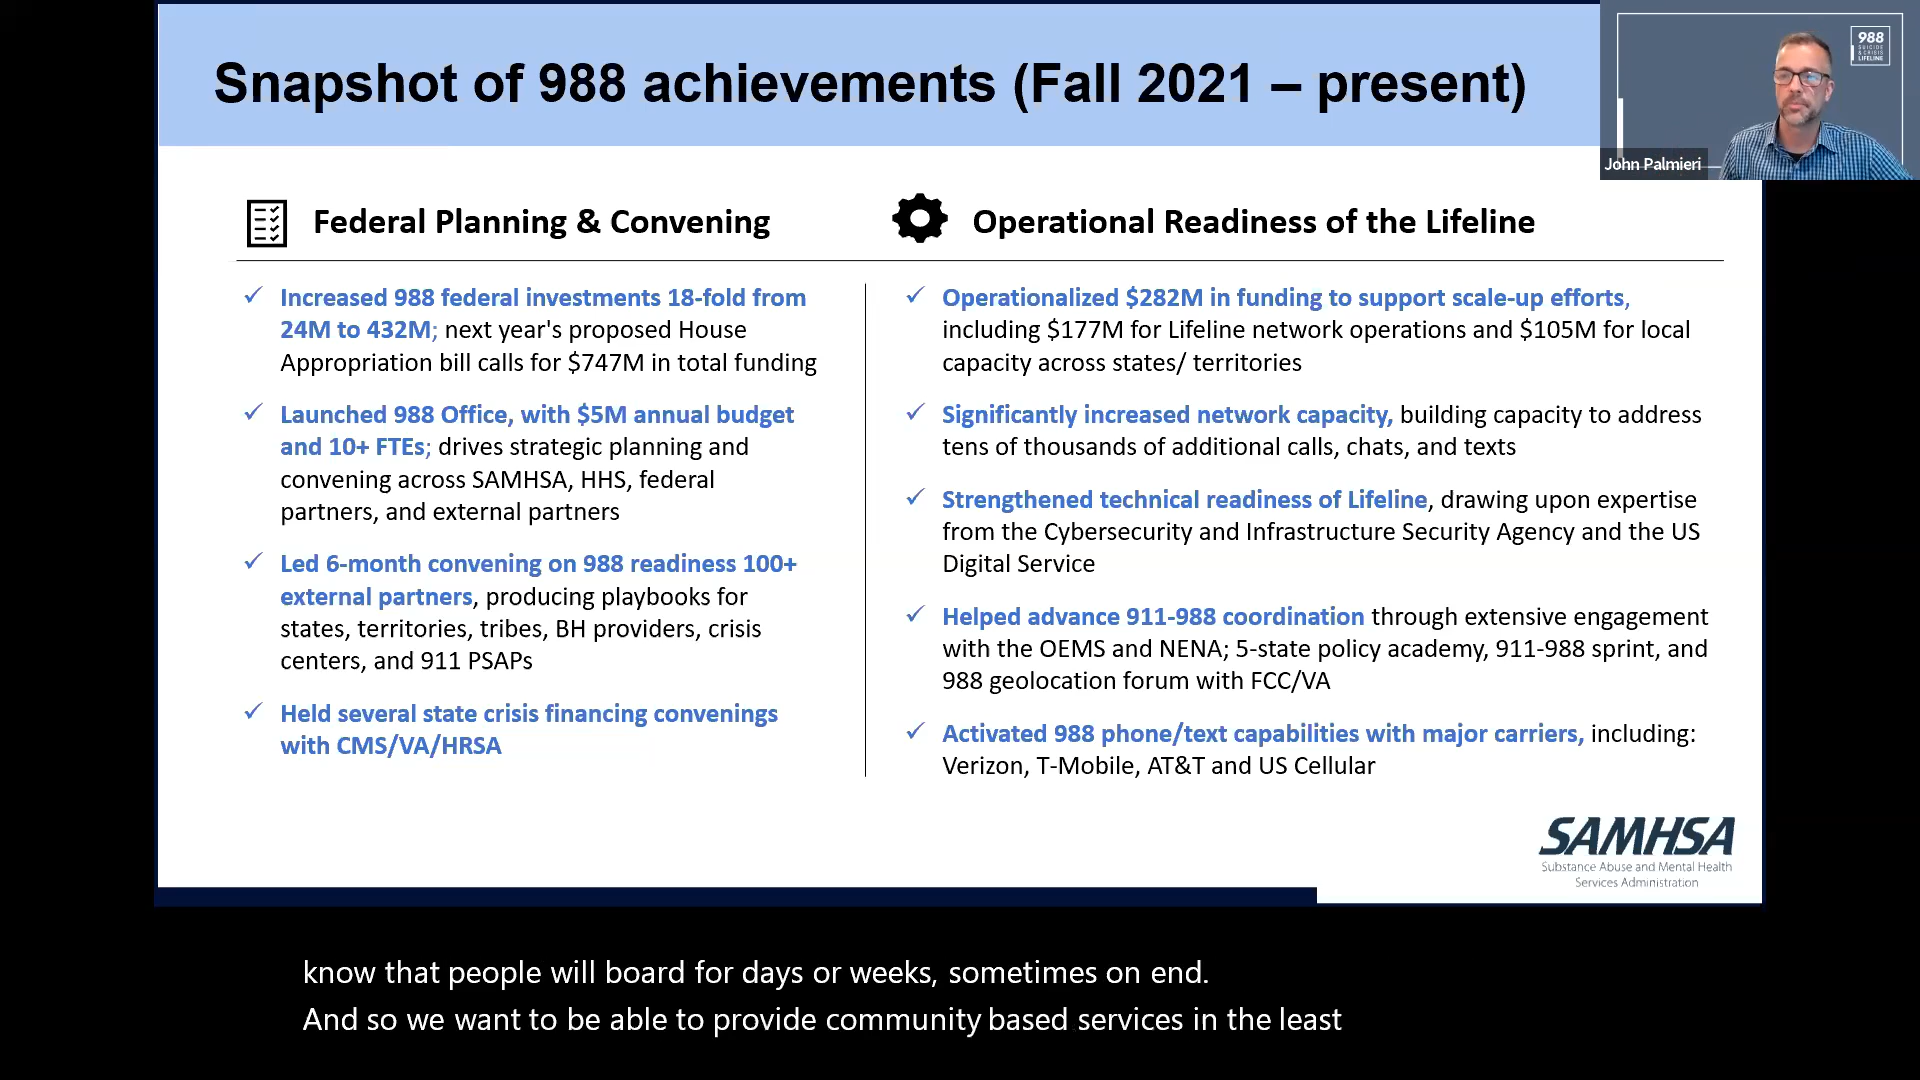 Snapshot of 988 achievements (Fall 2021 – present)
988
SUICIDE
& CRISIS
LIFELINE
John Palmieri
Federal Planning & Convening
Increased 988 federal investments 18-fold from
24M to 432M; next year's proposed House
Appropriation bill calls for $747M in total funding
Launched 988 Office, with $5M annual budget
and 10+ FTEs; drives strategic planning and
convening across SAMHSA, HHS, federal
partners, and external partners
Led 6-month convening on 988 readiness 100+
external partners, producing playbooks for
states, territories, tribes, BH providers, crisis
centers, and 911 PSAPs
Held several state crisis financing convenings
with CMS/VA/HRSA
Operational Readiness of the Lifeline
Operationalized $282M in funding to support scale-up efforts,
including $177M for Lifeline network operations and $105M for local
capacity across states/ territories
Significantly increased network capacity, building capacity to address
tens of thousands of additional calls, chats, and texts
Strengthened technical readiness of Lifeline, drawing upon expertise
from the Cybersecurity and Infrastructure Security Agency and the US
Digital Service
Helped advance 911-988 coordination through extensive engagement
with the OEMS and NENA; 5-state policy academy, 911-988 sprint, and
988 geolocation forum with FCC/VA
Activated 988 phone/text capabilities with major carriers, including:
Verizon, T-Mobile, AT&T and US Cellular
SAMHSA
Substance Abuse and Mental Health
Services Administration
know that people will board for days or weeks, sometimes on end.
And so we want to be able to provide community based services in the least